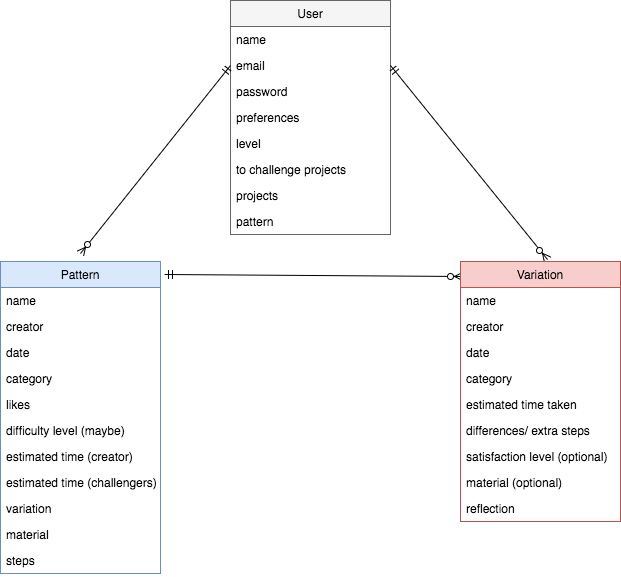 User
name
email
password
preferences
level
to challenge projects
projects
pattern
Pattern
name
creator
date
category
likes
difficulty level (maybe)
estimated time (creator)
estimated time (challengers)
variation
material
steps
Variation
name
creator
date
category
estimated time taken
differences/ extra steps
satisfaction level (optional)
material (optional)
reflection